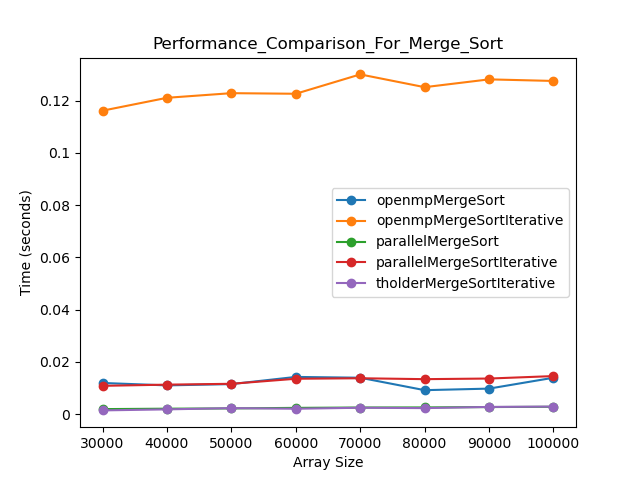 Performance_Comparison_For_Merge_Sort
Time (seconds)
0.12
0.1
0.08
0.06
0.04
0.02
0
openmpMergeSort
openmpMergeSortIterative
parallelMergeSort
parallelMergeSortIterative
tholderMergeSortIterative
30000 40000 50000 60000 70000 80000 90000 100000
Array Size